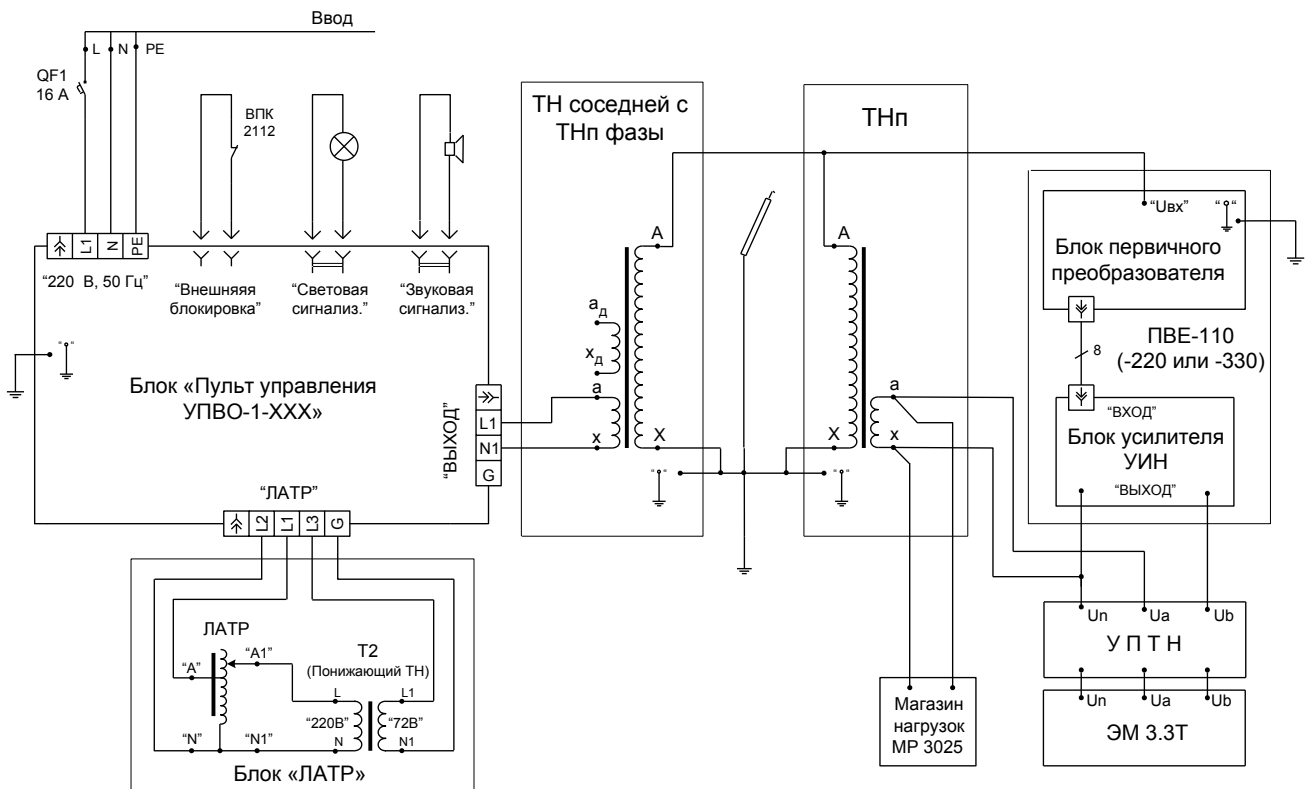 Ввод
L N PE
QF1
16 А
ВПК
2112
L1 N PE
"220 В, 50 Гц"
"Внешняяя
блокировка"
"Световая
сигнализ."
"Звуковая
сигнализ."
Блок «Пульт управления
УПВО-1-ХХХ»
"ВЫХОД"
L1
N1
G
"ЛАТР"
L2 L1 L3 G
ЛАТР
"А"
"А1"
"N"
"N1"
Т2
(Понижающий ТН)
L
L1
"220В"
"72В"
N
N1
Блок «ЛАТР»
ТН соседней с
ТНп фазы
А
aд
xд
a
x
X
ТНп
А
a
X
x
Магазин
нагрузок
МР 3025
"Uвх"
Блок первичного
преобразователя
8
ПВЕ-110
(-220 или -330)
"ВХОД"
Блок усилителя
УИН
"ВЫХОД"
Un Ua Ub
У П Т Н
Un Ua Ub
ЭМ 3.3Т